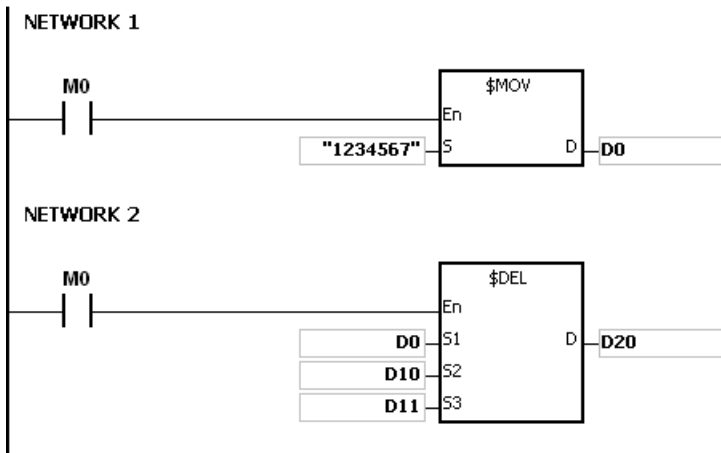 NETWORK 1
M0
$MOV
En
"1234567" S D D0
NETWORK 2
M0
$DEL
En
D0 S1 D D20
D10 S2
D11 S3